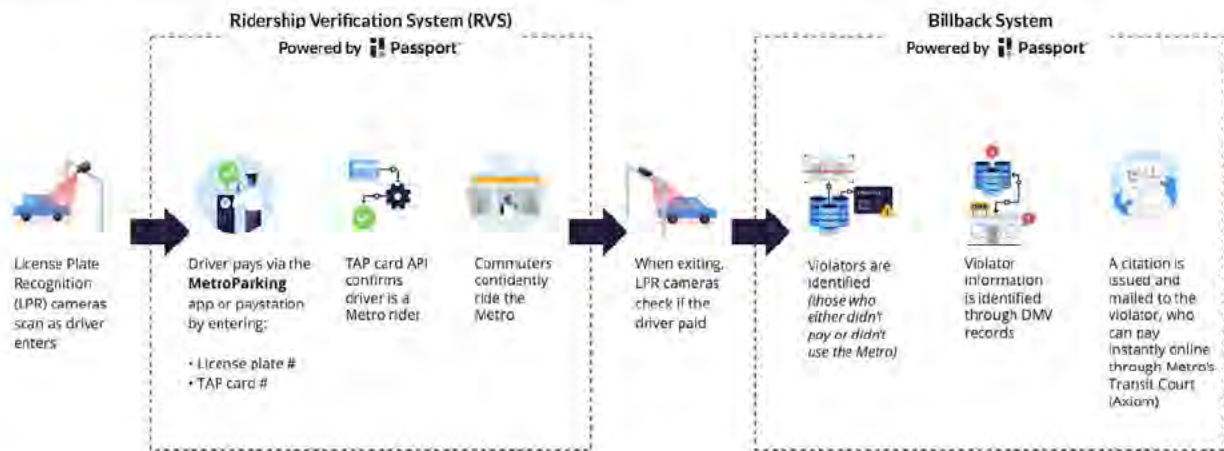 Ridership Verification System (RVS)
Powered by Passport
Billback System
Powered by Passport
License Plate
Recognition
(LPR) cameras
scan as driver
enters
Driver pays via the
MetroParking
app or paystation
by entering:
• License plate #
• TAP card #
TAP card API
confirms
driver is a
Metro rider
Commuters
confidently
ride the
Metro
When exiting,
LPR cameras
check if the
driver paid
Violators are
identified
(those who
either didn't
pay or didn't
use the Metro)
Violator
information
is identified
through DMV
records
A citation is
issued and
mailed to the
violator, who
can pay
instantly online
through Metro's
Transit Court
(Axiom)